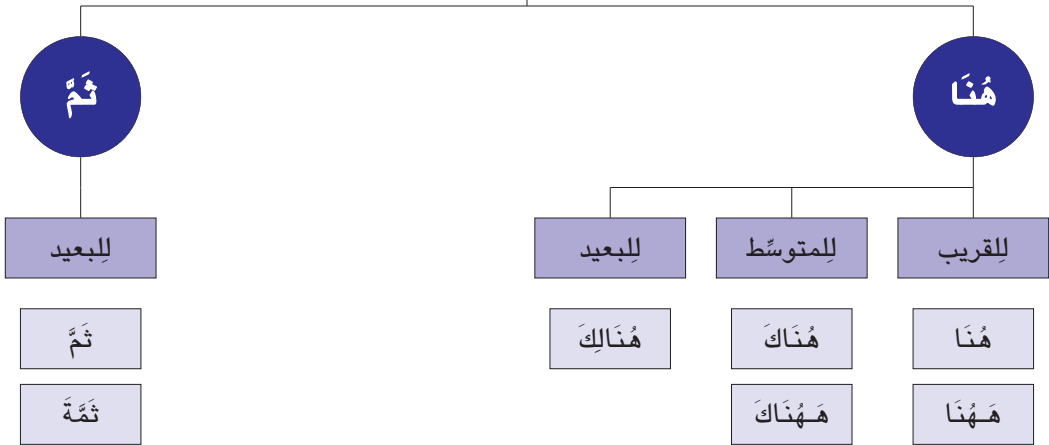 هُنَا
ثَمَّ
لِلقريب
لِلمتوسِّط
لِلبعيد
لِلبعيد
هُنَا
هُنَاكَ
هُنَالِكَ
ثَمَّ
هَـهُنَا
هَـهُنَاكَ
ثَمَّةَ